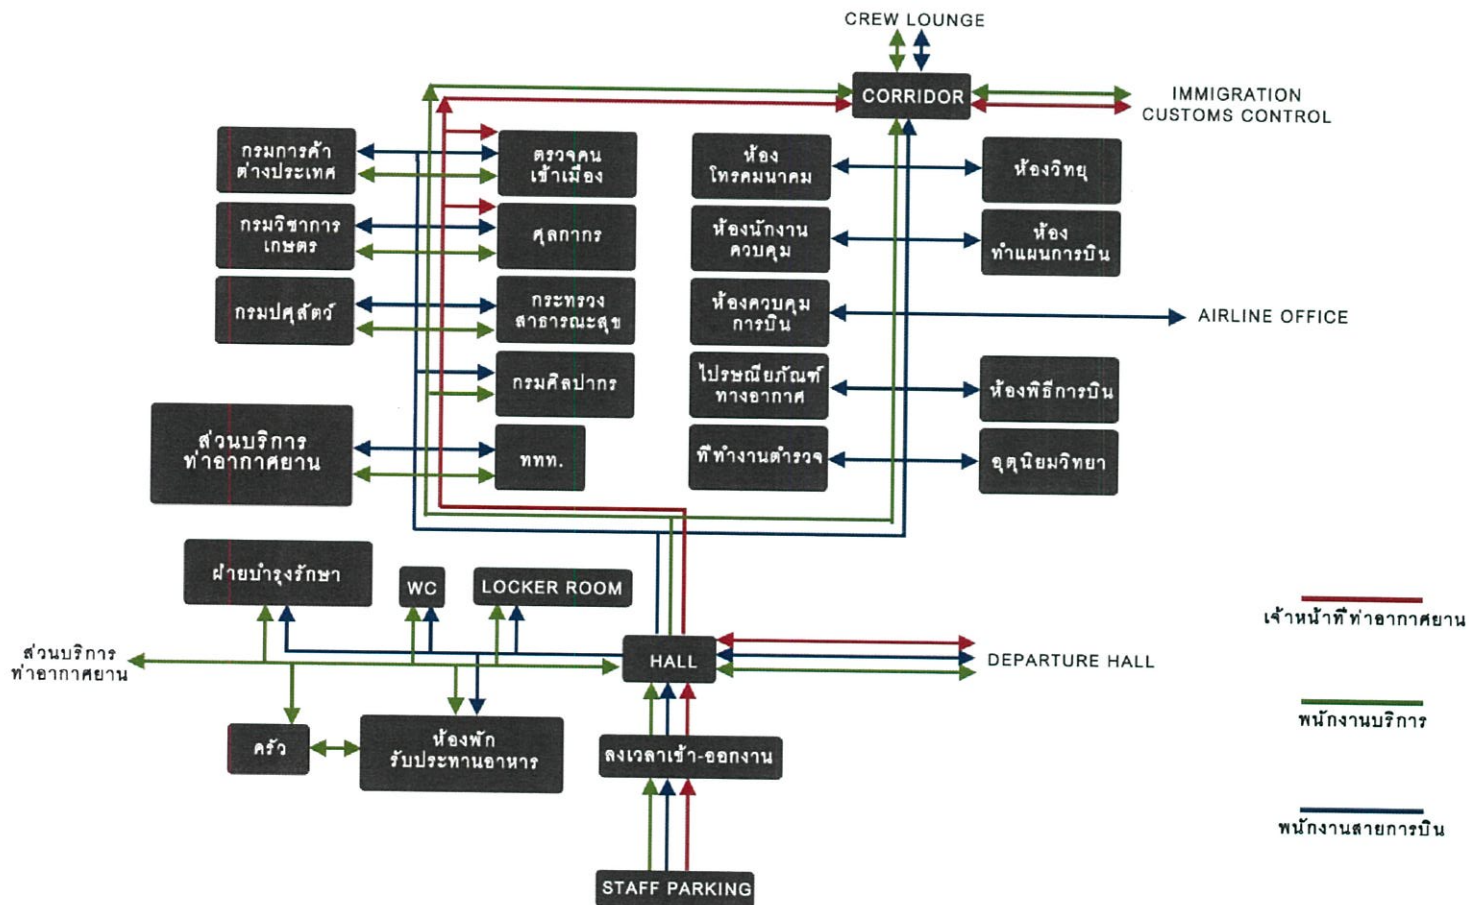 CREW LOUNGE
CORRIDOR
IMMIGRATION
CUSTOMS CONTROL
กรมการค้า
ต่างประเทศ
ตรวจคน
เข้าเมือง
ห้อง
โทรคมนาคม
ห้องวิทยุ
กรมวิชาการ
เกษตร
ศุลกากร
ห้องนักงาน
ควบคุม
ห้อง
ทำแผนการบิน
กรมปศุสัตว์
กระทรวง
สาธารณะสุข
ห้องควบคุม
การบิน
AIRLINE OFFICE
กรมศิลปากร
ไปรษณียภัณฑ์
ทางอากาศ
ห้องพิธีการบิน
ส่วนบริการ
ท่าอากาศยาน
ททท.
ที่ทำงานตำรวจ
อุตุนิยมวิทยา
ฝ่ายบำรุงรักษา
WC
LOCKER ROOM
เจ้าหน้าที่ท่าอากาศยาน
ส่วนบริการ
ท่าอากาศยาน
HALL
DEPARTURE HALL
พนักงานบริการ
ครัว
ห้องพัก
รับประทานอาหาร
ลงเวลาเข้า-ออกงาน
พนักงานสายการบิน
STAFF PARKING